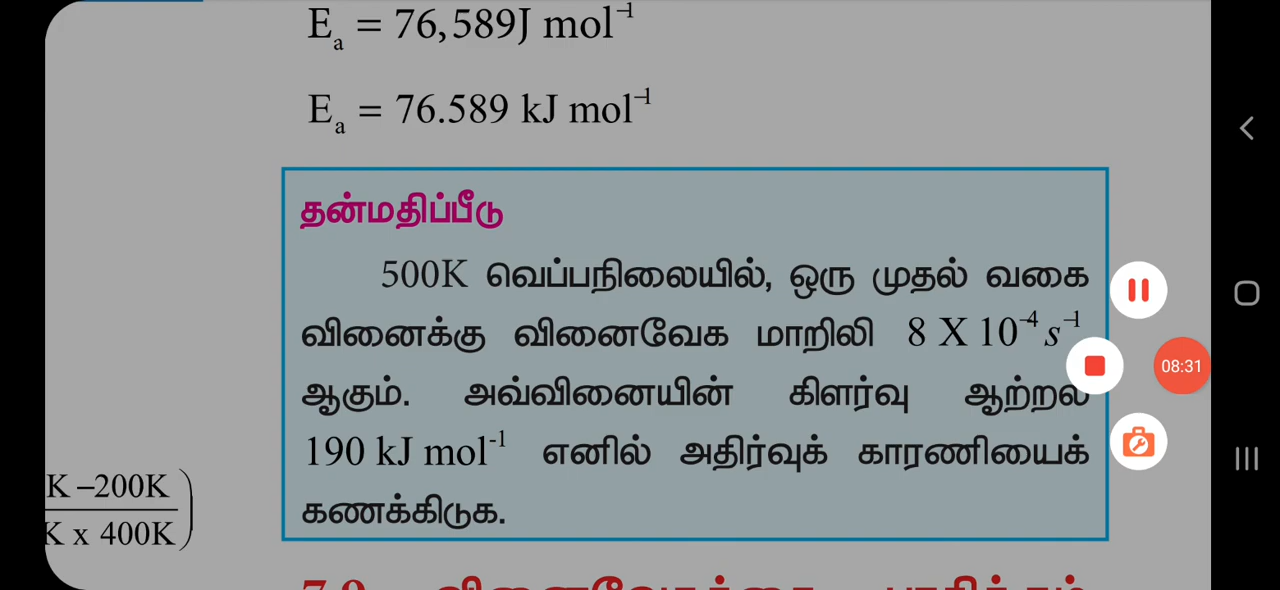 Eₐ = 76,589J mol⁻¹
Eₐ = 76.589 kJ mol⁻¹
தன்மதிப்பீடு
500K வெப்பநிலையில், ஒரு முதல் வகை
வினைக்கு வினைவேக மாறிலி 8 X 10⁻⁴ s⁻¹
ஆகும். அவ்வினையின் கிளர்வு ஆற்றல்
190 kJ mol⁻¹ எனில் அதிர்வுக் காரணியைக்
கணக்கிடுக.
K –200K
K x 400K)
08:31